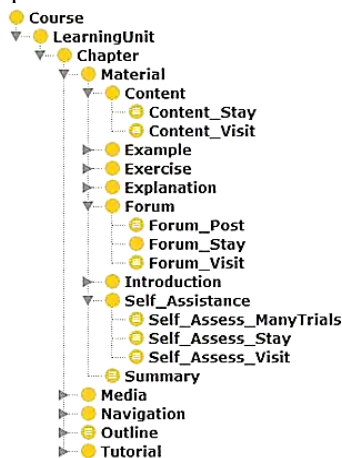 Course
LearningUnit
Chapter
Material
Content
Content_Stay
Content_Visit
Example
Exercise
Explanation
Forum
Forum_Post
Forum_Stay
Forum_Visit
Introduction
Self_Assistance
Self_Assess_ManyTrials
Self_Assess_Stay
Self_Assess_Visit
Summary
Media
Navigation
Outline
Tutorial